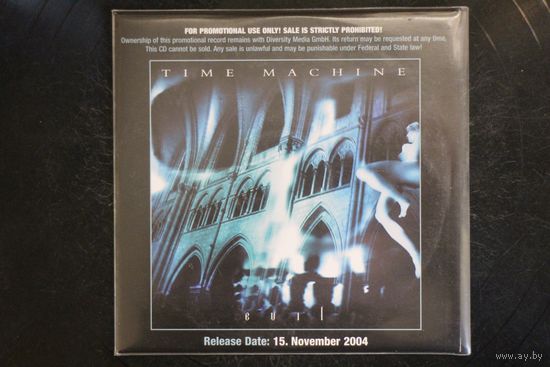 FOR PROMOTIONAL USE ONLY! SALE IS STRICTLY PROHIBITED!
Ownership of this promotional record remains with Diversity Media GmbH. Its return may be requested at any time.
This CD cannot be sold. Any sale is unlawful and may be punishable under Federal and State law!
TIME MACHINE
evil
Release Date: 15. November 2004
www.ay.by